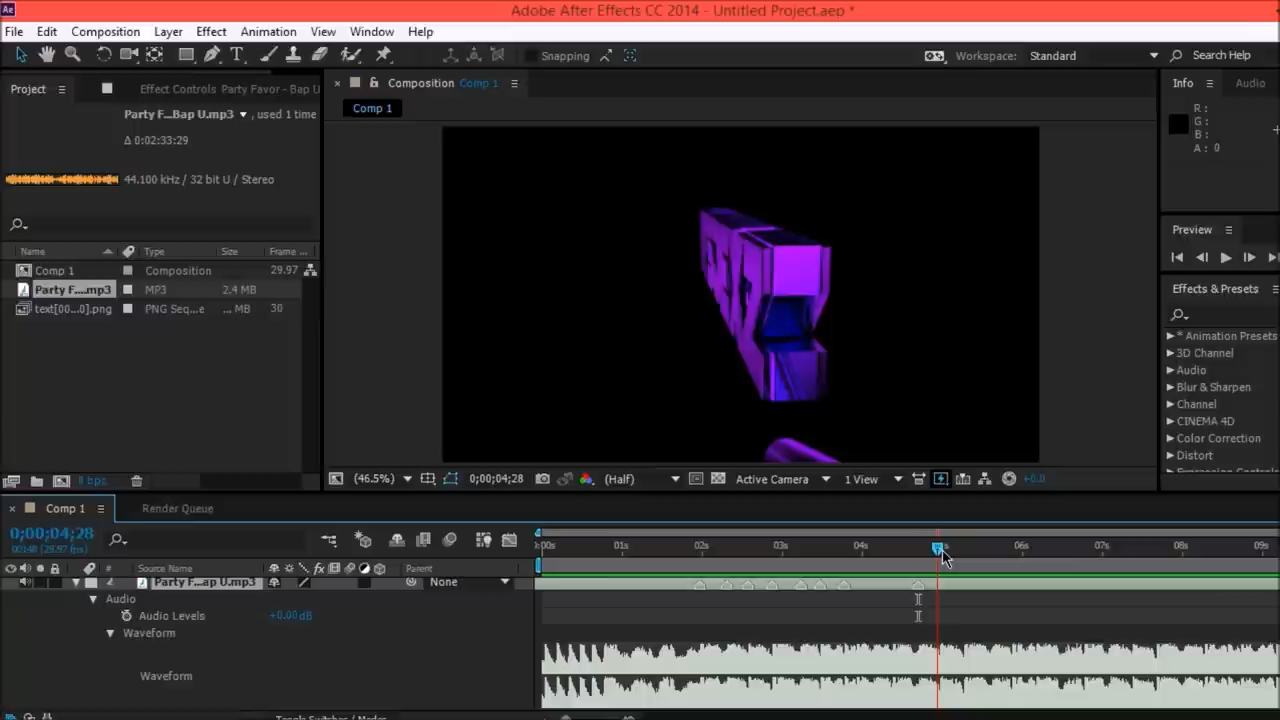 Ae
Adobe After Effects CC 2014 - Untitled Project.aep *
File Edit Composition Layer Effect Animation View Window Help
T Snapping Workspace: Standard Search Help
Project Effect Controls Party Favor - Bap U
Composition Comp 1
Info Audio
Comp 1
Party F...Bap U.mp3 , used 1 time
Δ 0:02:33:29
R :
G :
B :
A : 0
44.100 kHz / 32 bit U / Stereo
Preview
Name Type Size Frame ...
Comp 1 Composition 29.97
Party F....mp3 MP3 2.4 MB
text[00...0].png PNG Seq...e ... MB 30
Effects & Presets
* Animation Presets
3D Channel
Audio
Blur & Sharpen
Channel
CINEMA 4D
Color Correction
Distort
8 bpc
(46.5%) 0;00;04;28 (Half) Active Camera 1 View +0.0
Comp 1 Render Queue
0;00;04;28
00148 (29.97 fps)
:00s 01s 02s 03s 04s 06s 07s 08s 09s
# Source Name fx Parent
Party F...ap U.mp3 None
Audio
Audio Levels +0.00dB
Waveform
Waveform
Toggle Switches / Modes